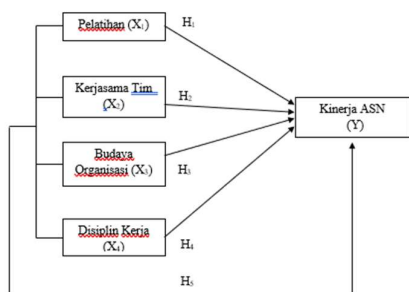 Pelatihan (X1)
H1
Kerjasama Tim
(X2)
H2
Kinerja ASN
(Y)
Budaya
Organisasi (X3)
H3
Disiplin Kerja
(X4)
H4
H5